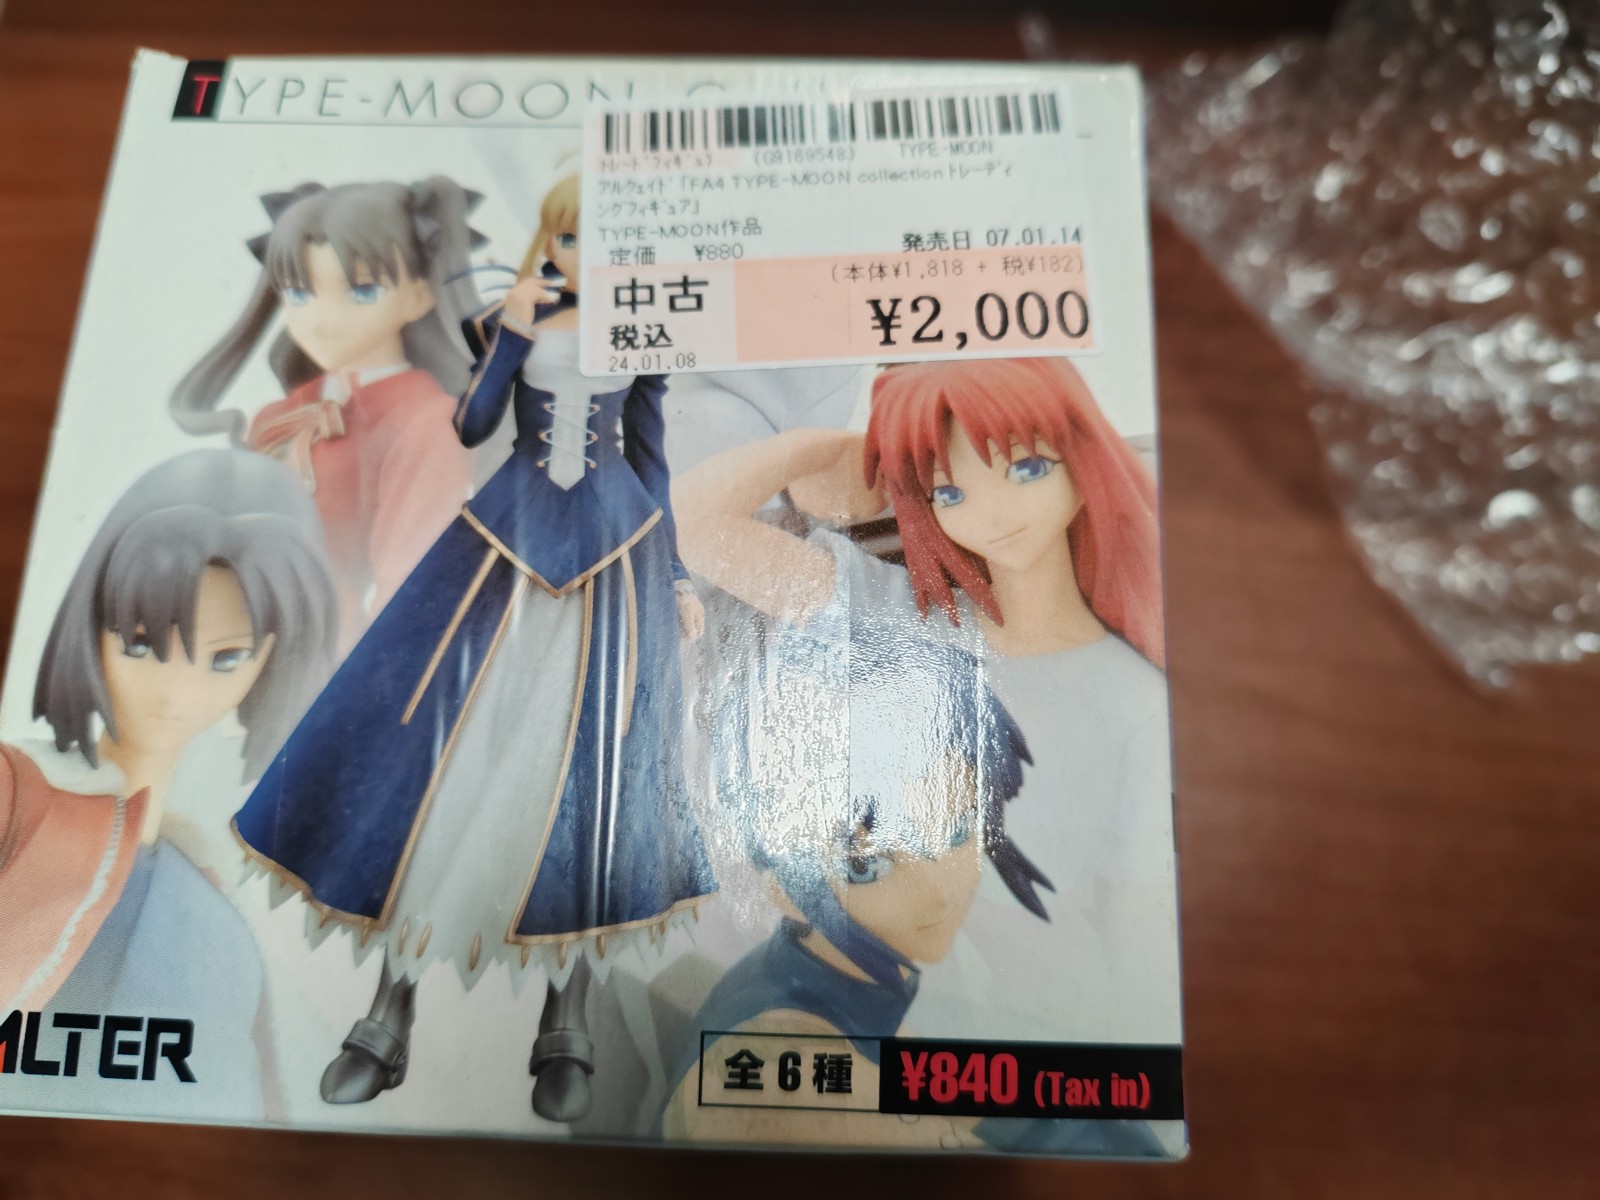 TYPE-MOON
トレードフィギュア (G9169548) TYPE-MOON
アルクェイド 「FA4 TYPE-MOON collection トレーディ
ングフィギュア」
TYPE-MOON作品
定価 ¥880 発売日 07.01.14
(本体¥1,818 + 税¥182)
中古 ¥2,000
税込
24.01.08
ALTER
全6種 ¥840 (Tax in)